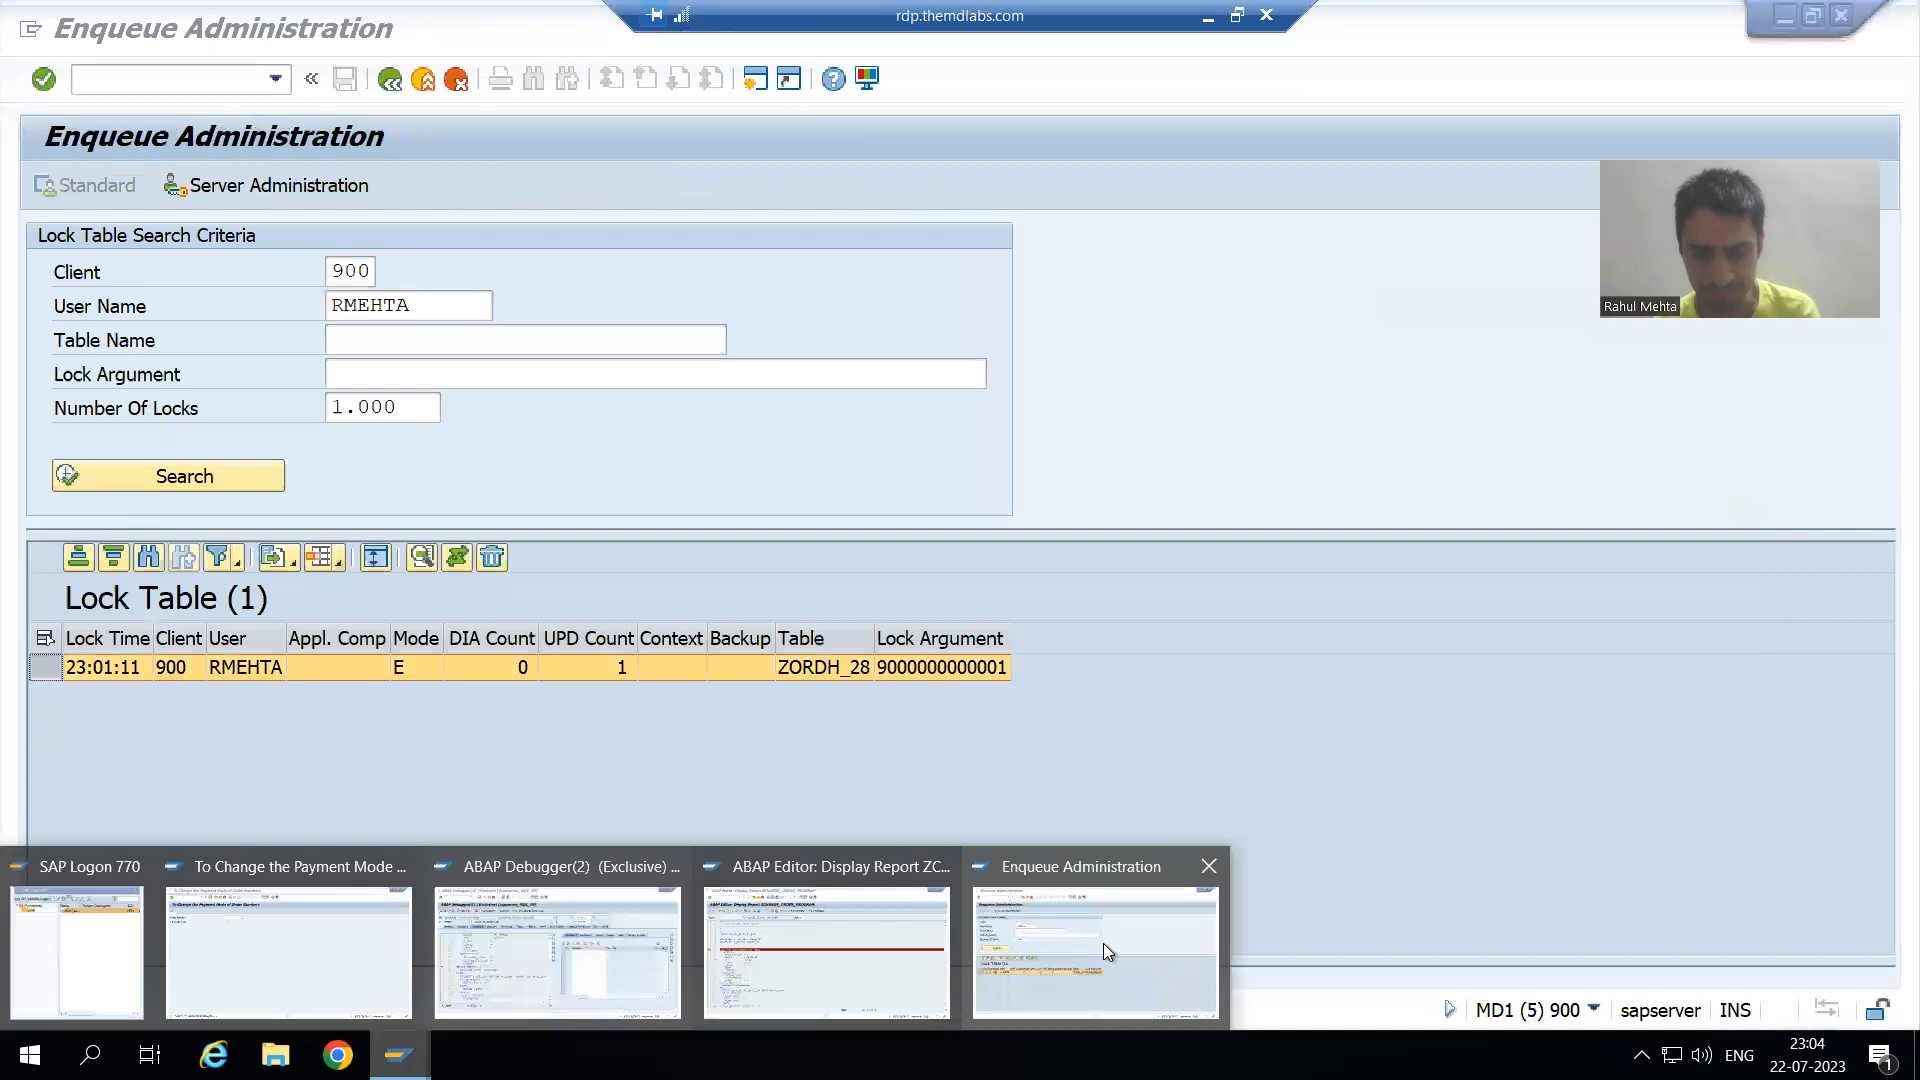 Enqueue Administration
rdp.themdlabs.com
Enqueue Administration
Standard
Server Administration
Lock Table Search Criteria
Client 900
User Name RMEHTA
Table Name
Lock Argument
Number Of Locks 1.000
Search
Rahul Mehta
Lock Table (1)
Lock Time Client User Appl. Comp Mode DIA Count UPD Count Context Backup Table Lock Argument
23:01:11 900 RMEHTA E 0 1 ZORDH_28 9000000000001
SAP Logon 770
To Change the Payment Mode ...
ABAP Debugger(2) (Exclusive) ...
ABAP Editor: Display Report ZC...
Enqueue Administration
MD1 (5) 900
sapserver
INS
ENG
23:04
22-07-2023
1